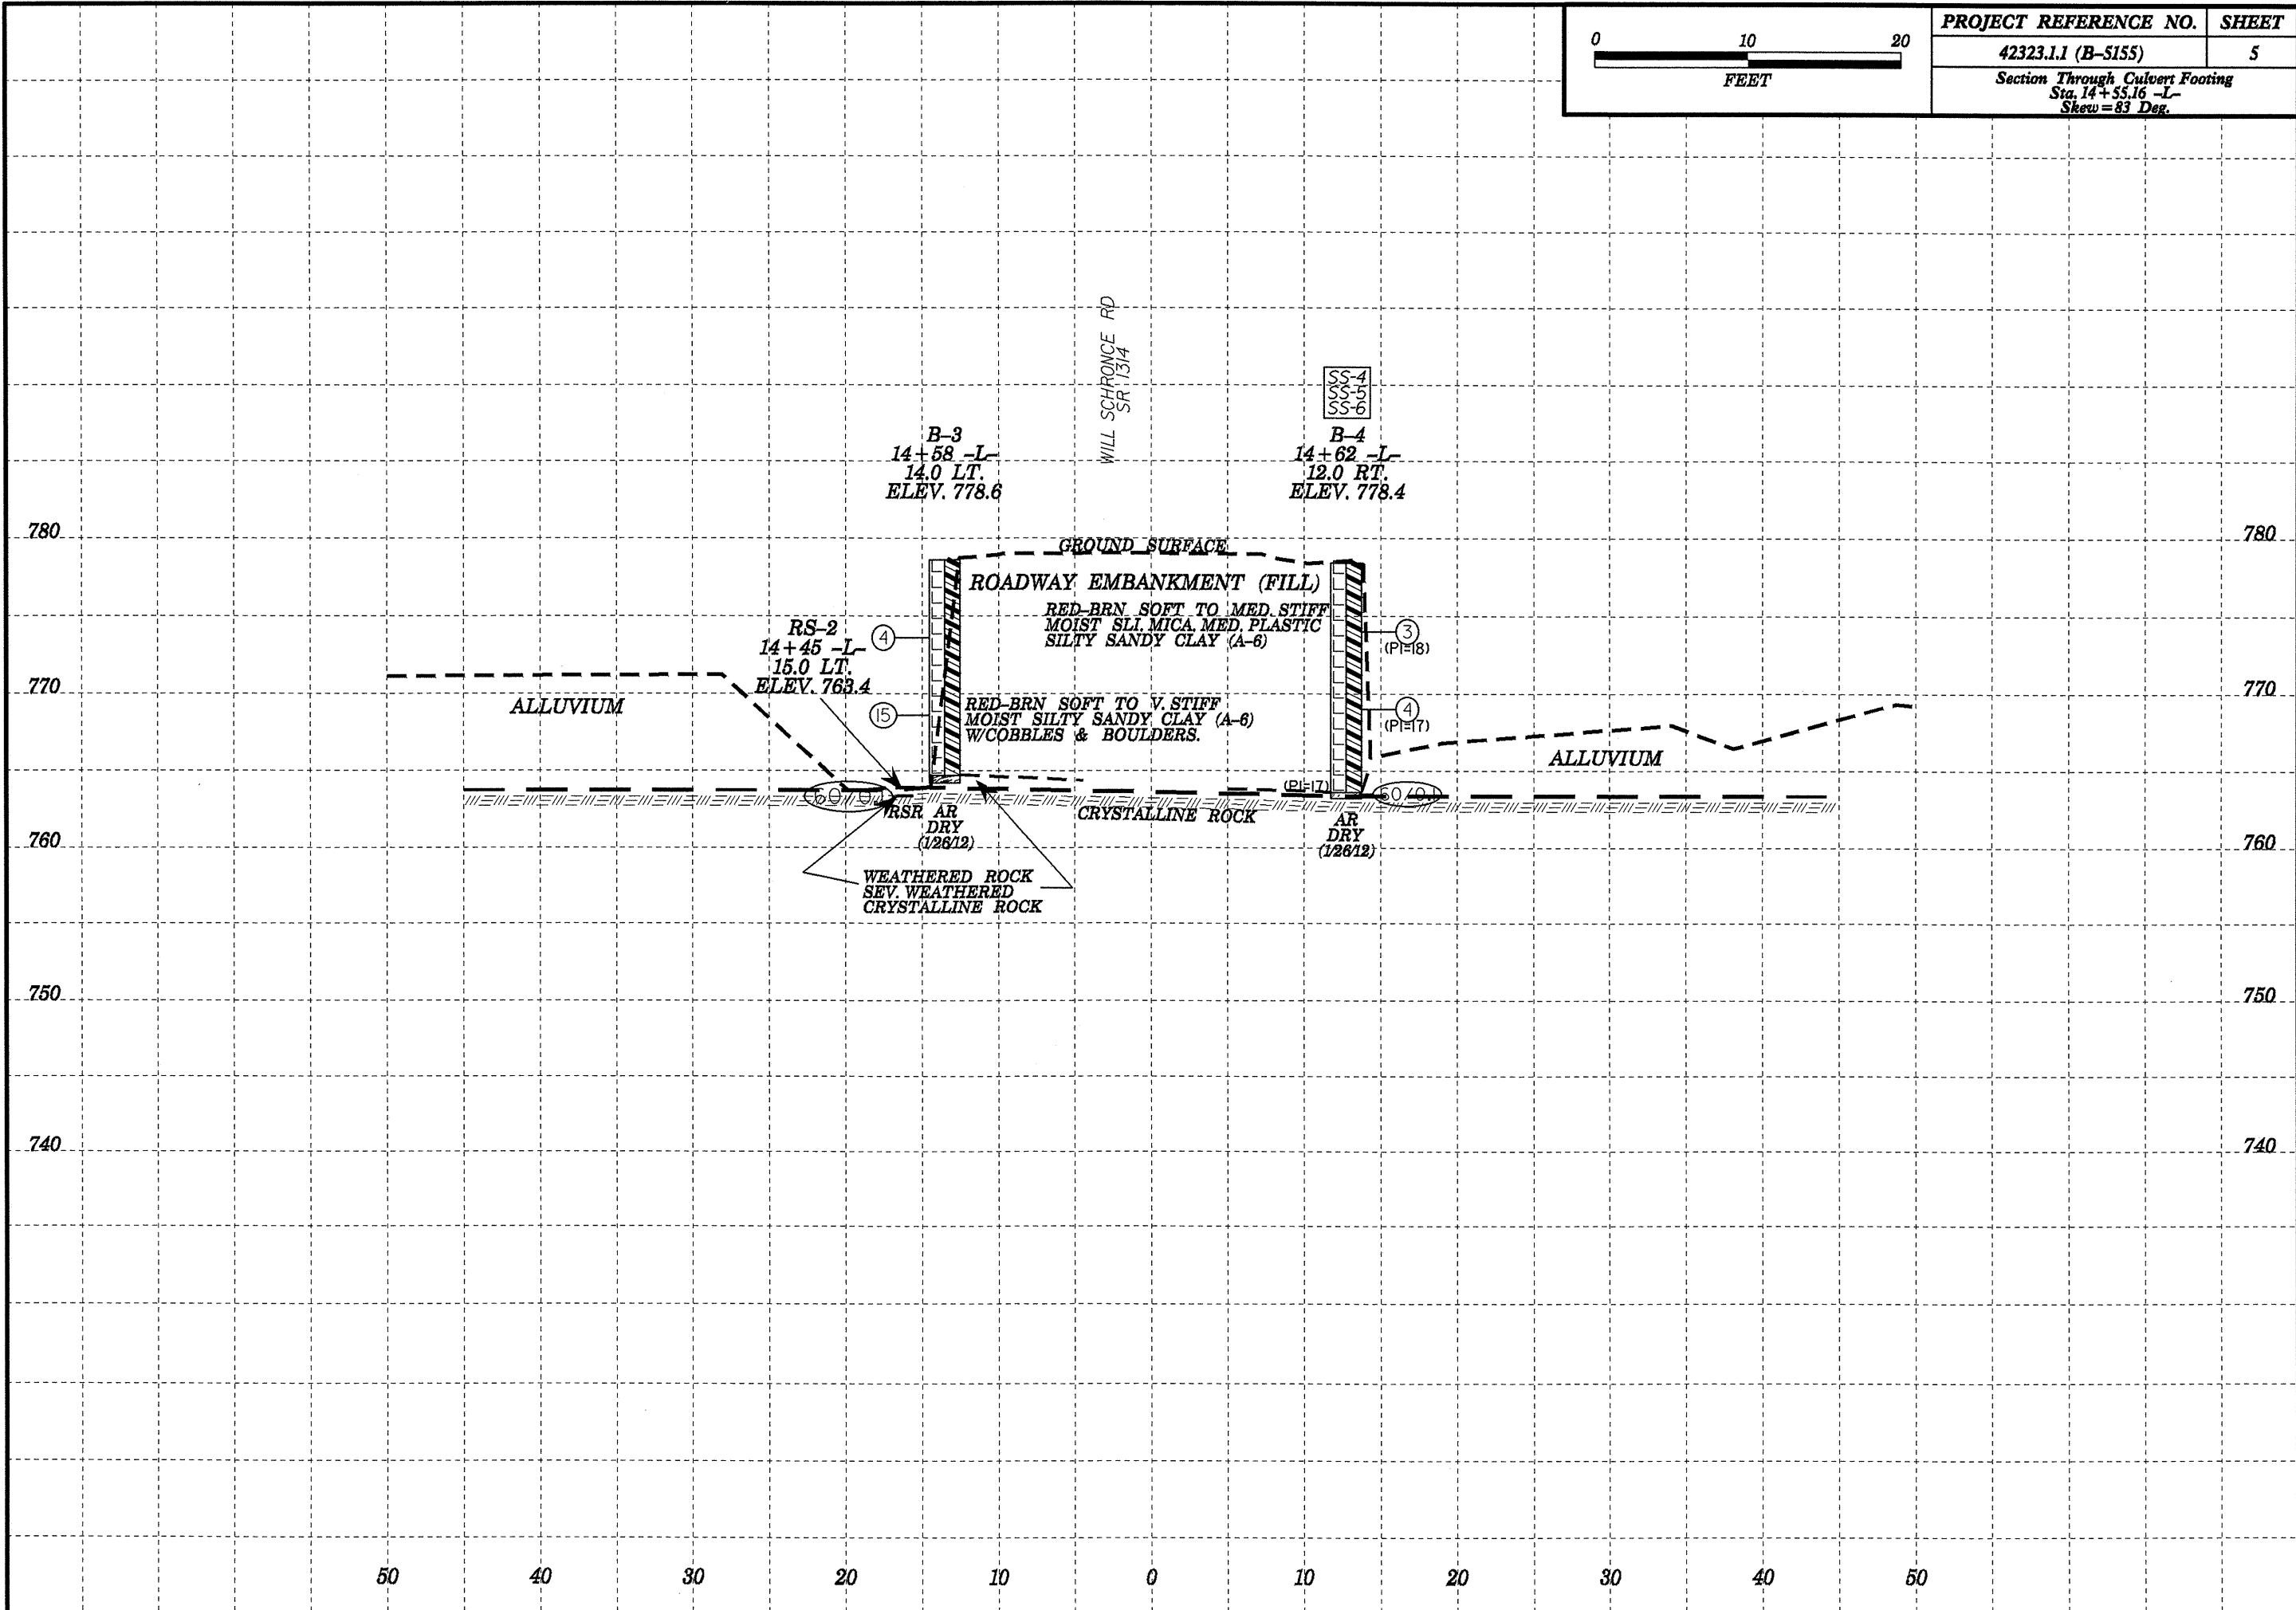 PROJECT REFERENCE NO. SHEET
42323.1.1 (B-5155) 5
Section Through Culvert Footing
Sta. 14+55.16 -L-
Skew=83 Deg.
0 10 20
FEET
WILL SCHRONCE RD
SR 1314
SS-4
SS-5
SS-6
B-3
14+58 -L-
14.0 LT.
ELEV. 778.6
B-4
14+62 -L-
12.0 RT.
ELEV. 778.4
780 780
GROUND SURFACE
ROADWAY EMBANKMENT (FILL)
RED-BRN SOFT TO MED. STIFF
MOIST SLI. MICA. MED. PLASTIC
SILTY SANDY CLAY (A-6)
RS-2
14+45 -L-
15.0 LT.
ELEV. 763.4
4
3
(PI=18)
770 770
ALLUVIUM
15
RED-BRN SOFT TO V. STIFF
MOIST SILTY SANDY CLAY (A-6)
W/COBBLES & BOULDERS.
4
(PI=17)
ALLUVIUM
(PI=17)
RSR AR
DRY
(1/26/12)
CRYSTALLINE ROCK
AR
DRY
(1/26/12)
760 760
WEATHERED ROCK
SEV. WEATHERED
CRYSTALLINE ROCK
750 750
740 740
50 40 30 20 10 0 10 20 30 40 50